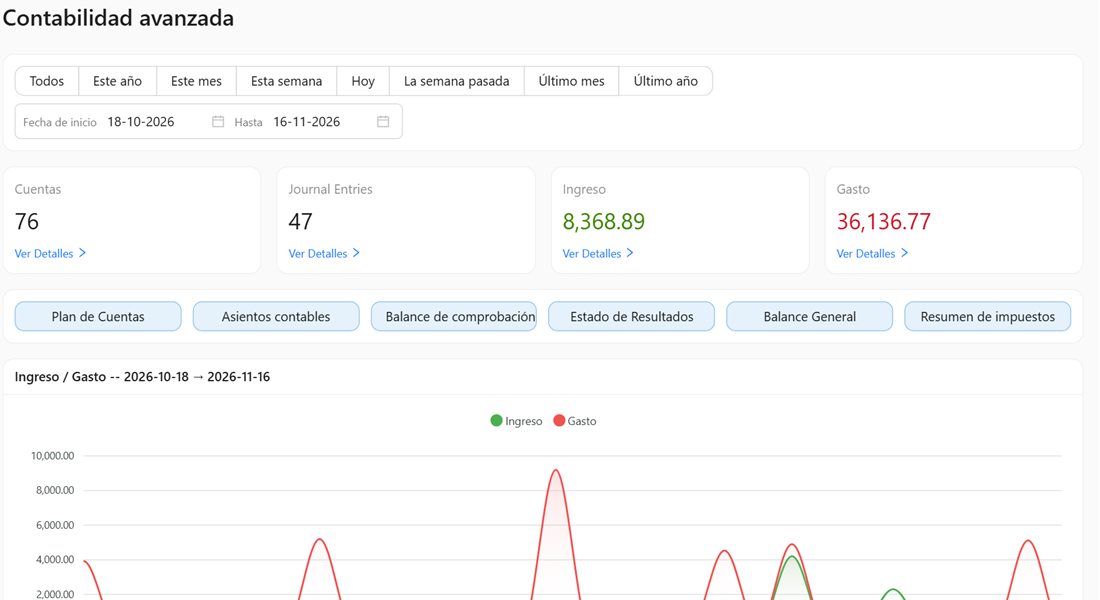 Contabilidad avanzada
Todos Este año Este mes Esta semana Hoy La semana pasada Último mes Último año
Fecha de inicio 18-10-2026 Hasta 16-11-2026
Cuentas Journal Entries Ingreso Gasto
76 47 8,368.89 36,136.77
Ver Detalles Ver Detalles Ver Detalles Ver Detalles
Plan de Cuentas Asientos contables Balance de comprobación Estado de Resultados Balance General Resumen de impuestos
Ingreso / Gasto -- 2026-10-18 → 2026-11-16
Ingreso Gasto
10,000.00
8,000.00
6,000.00
4,000.00
2,000.00